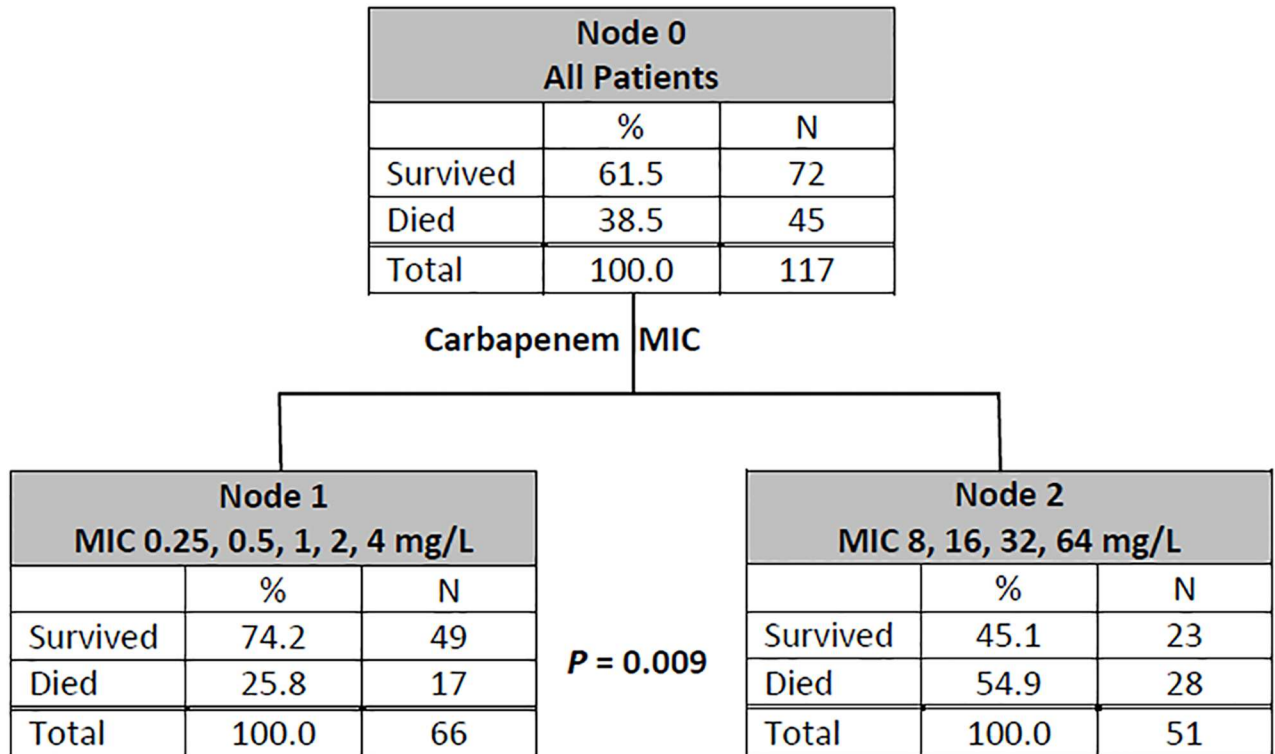 Node 0
All Patients
% N
Survived 61.5 72
Died 38.5 45
Total 100.0 117
Carbapenem MIC
Node 1
MIC 0.25, 0.5, 1, 2, 4 mg/L
% N
Survived 74.2 49
Died 25.8 17
Total 100.0 66
P = 0.009
Node 2
MIC 8, 16, 32, 64 mg/L
% N
Survived 45.1 23
Died 54.9 28
Total 100.0 51